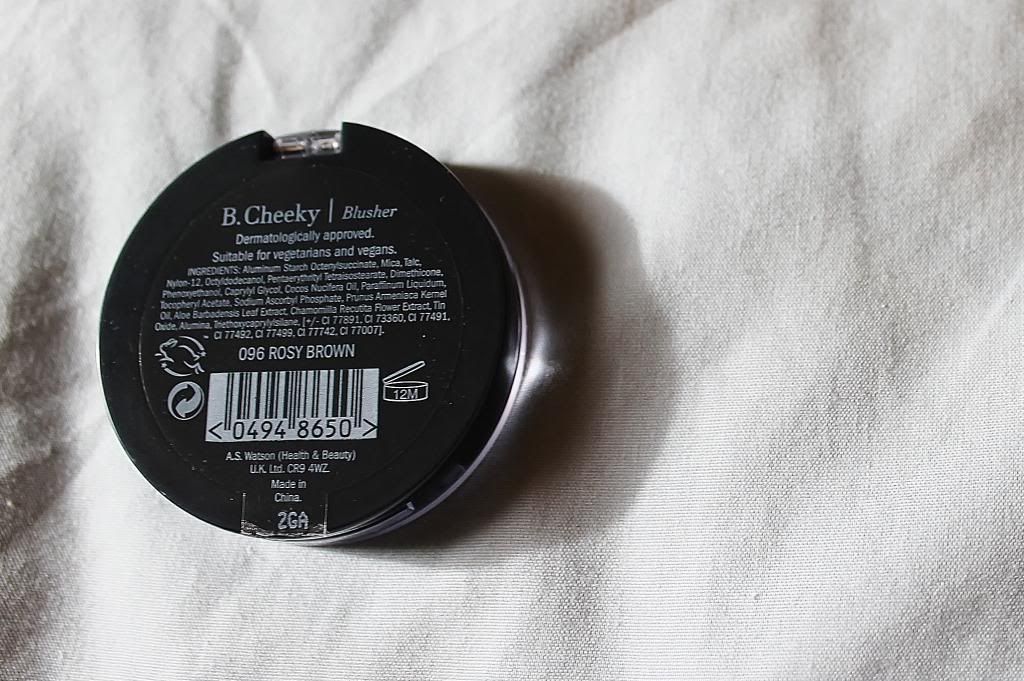 B. Cheeky | Blusher
Dermatologically approved.
Suitable for vegetarians and vegans.
INGREDIENTS: Aluminum Starch Octenylsuccinate, Mica, Talc,
Nylon-12, Octyldodecanol, Pentaerythrityl Tetraisostearate, Dimethicone,
Phenoxyethanol, Caprylyl Glycol, Cocos Nucifera Oil, Paraffinum Liquidum,
Tocopheryl Acetate, Sodium Ascorbyl Phosphate, Prunus Armeniaca Kernel
Oil, Aloe Barbadensis Leaf Extract, Chamomilla Recutita Flower Extract, Tin
Oxide, Alumina, Triethoxycaprylylsilane. [+/- CI 77891, CI 73360, CI 77491,
CI 77492, CI 77499, CI 77742, CI 77007].
096 ROSY BROWN
12M
<0494 8650>
A.S. Watson (Health & Beauty)
U.K. Ltd. CR9 4WZ.
Made in
China.
2GA